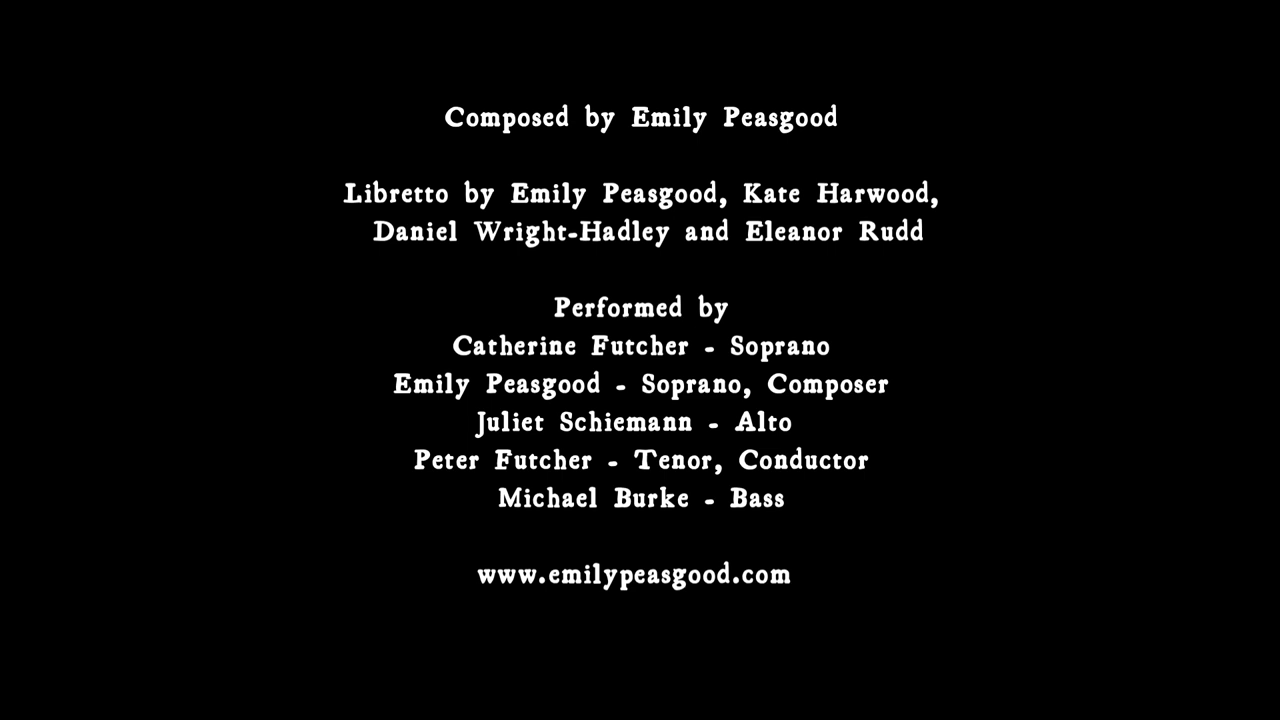 Composed by Emily Peasgood
Libretto by Emily Peasgood, Kate Harwood,
Daniel Wright-Hadley and Eleanor Rudd
Performed by
Catherine Futcher - Soprano
Emily Peasgood - Soprano, Composer
Juliet Schiemann - Alto
Peter Futcher - Tenor, Conductor
Michael Burke - Bass
www.emilypeasgood.com